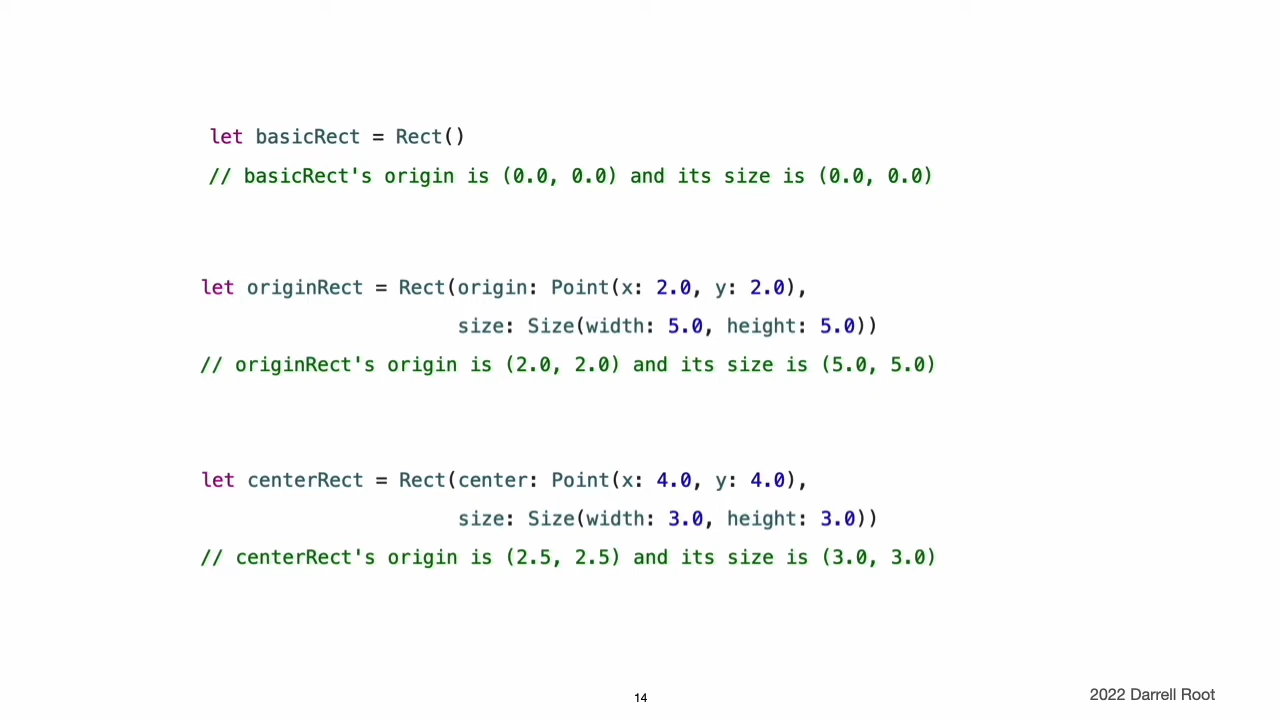 let basicRect = Rect()
// basicRect's origin is (0.0, 0.0) and its size is (0.0, 0.0)
let originRect = Rect(origin: Point(x: 2.0, y: 2.0),
size: Size(width: 5.0, height: 5.0))
// originRect's origin is (2.0, 2.0) and its size is (5.0, 5.0)
let centerRect = Rect(center: Point(x: 4.0, y: 4.0),
size: Size(width: 3.0, height: 3.0))
// centerRect's origin is (2.5, 2.5) and its size is (3.0, 3.0)
14
2022 Darrell Root